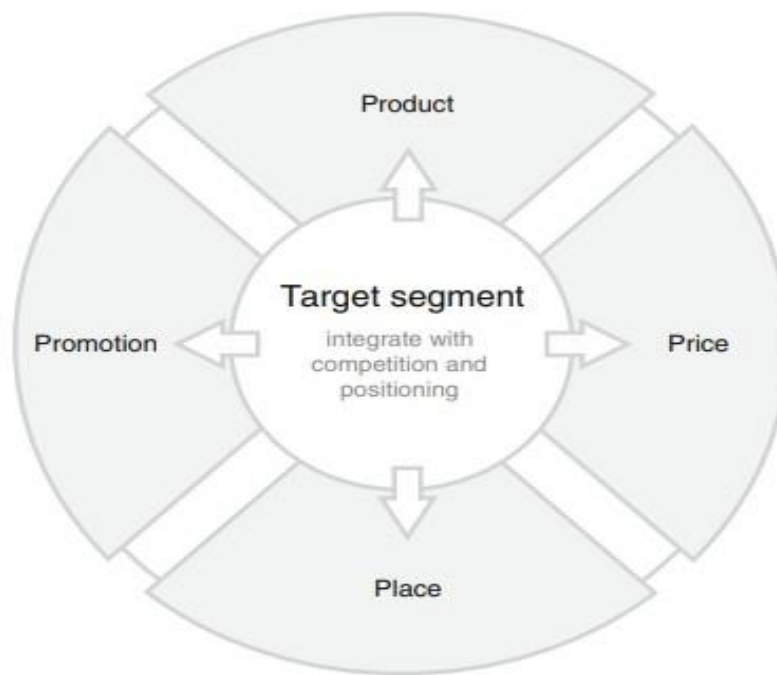 Product
Target segment
integrate with
competition and
positioning
Promotion
Price
Place